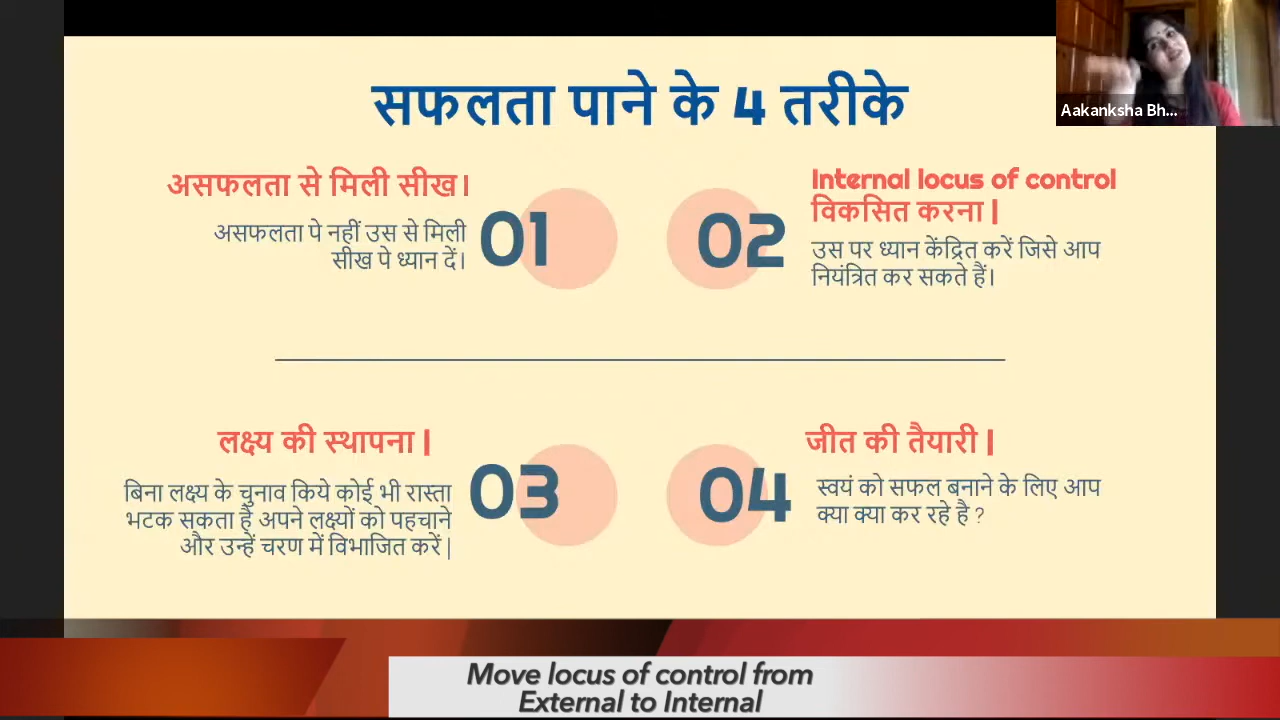 सफलता पाने के 4 तरीके
Aakanksha Bh...
असफलता से मिली सीख।
असफलता पे नहीं उस से मिली
सीख पे ध्यान दें।
01
02
Internal locus of control
विकसित करना |
उस पर ध्यान केंद्रित करें जिसे आप
नियंत्रित कर सकते हैं।
लक्ष्य की स्थापना |
बिना लक्ष्य के चुनाव किये कोई भी रास्ता
भटक सकता है अपने लक्ष्यों को पहचाने
और उन्हें चरण में विभाजित करें |
03
04
जीत की तैयारी |
स्वयं को सफल बनाने के लिए आप
क्या क्या कर रहे है ?
Move locus of control from
External to Internal